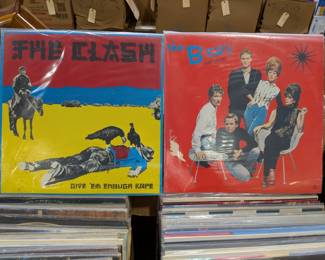 THE CLASH
GIVE 'EM ENOUGH ROPE
THE B-52's